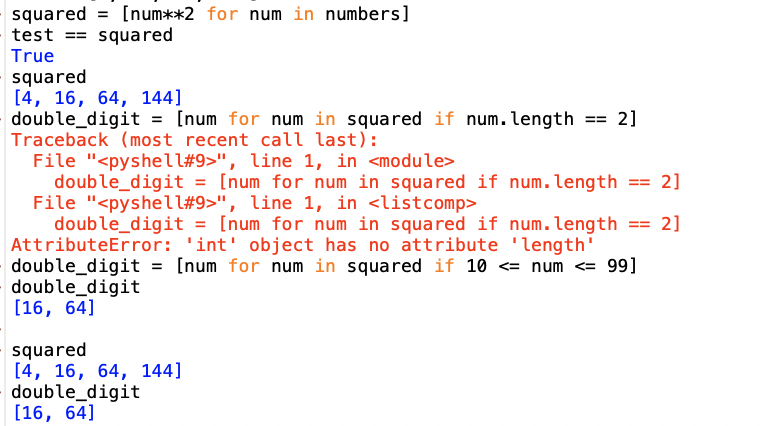 squared = [num**2 for num in numbers]
test == squared
True
squared
[4, 16, 64, 144]
double_digit = [num for num in squared if num.length == 2]
Traceback (most recent call last):
  File "<pyshell#9>", line 1, in <module>
    double_digit = [num for num in squared if num.length == 2]
  File "<pyshell#9>", line 1, in <listcomp>
    double_digit = [num for num in squared if num.length == 2]
AttributeError: 'int' object has no attribute 'length'
double_digit = [num for num in squared if 10 <= num <= 99]
double_digit
[16, 64]
squared
[4, 16, 64, 144]
double_digit
[16, 64]